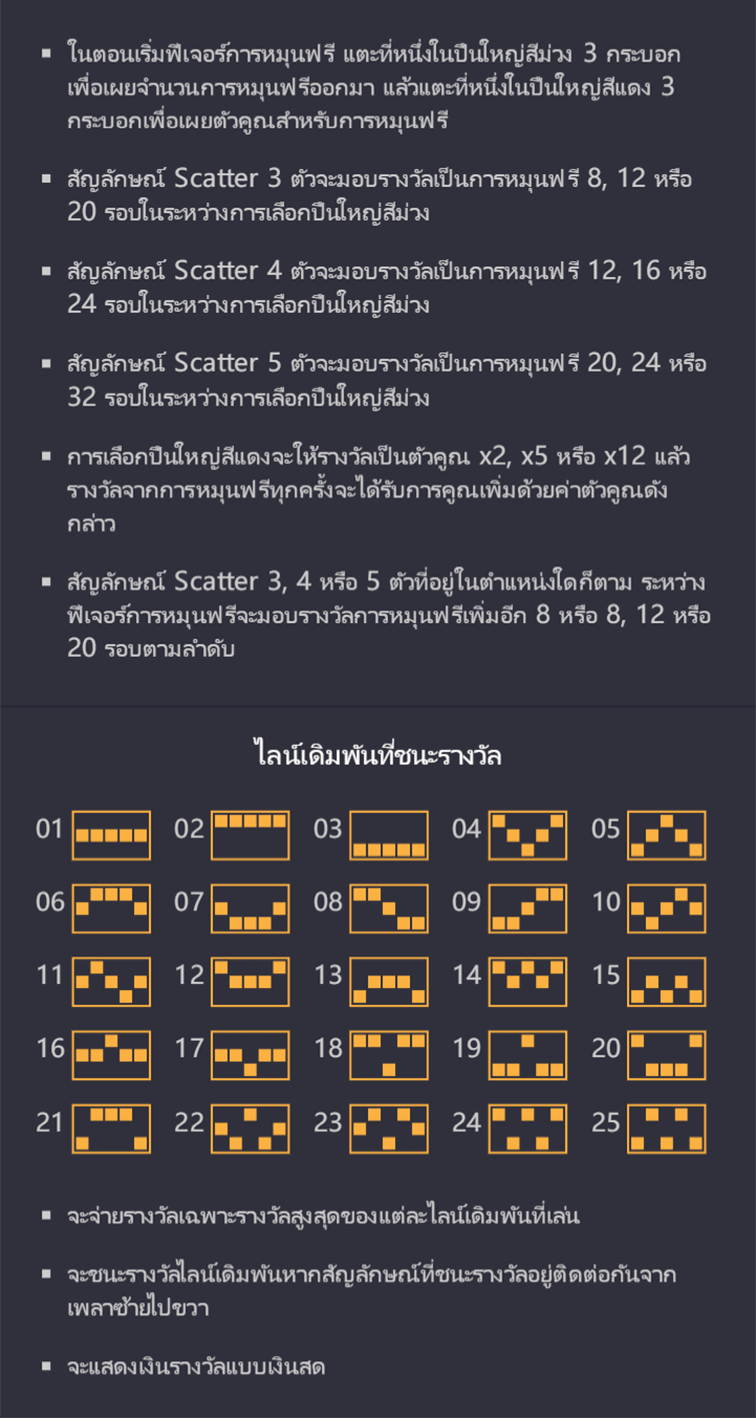 ในตอนเริ่มฟีเจอร์การหมุนฟรี แตะที่หนึ่งในปืนใหญ่สีม่วง 3 กระบอก
เพื่อเผยจำนวนการหมุนฟรีออกมา แล้วแตะที่หนึ่งในปืนใหญ่สีแดง 3
กระบอกเพื่อเผยตัวคูณสำหรับการหมุนฟรี
สัญลักษณ์ Scatter 3 ตัวจะมอบรางวัลเป็นการหมุนฟรี 8, 12 หรือ
20 รอบในระหว่างการเลือกปืนใหญ่สีม่วง
สัญลักษณ์ Scatter 4 ตัวจะมอบรางวัลเป็นการหมุนฟรี 12, 16 หรือ
24 รอบในระหว่างการเลือกปืนใหญ่สีม่วง
สัญลักษณ์ Scatter 5 ตัวจะมอบรางวัลเป็นการหมุนฟรี 20, 24 หรือ
32 รอบในระหว่างการเลือกปืนใหญ่สีม่วง
การเลือกปืนใหญ่สีแดงจะให้รางวัลเป็นตัวคูณ x2, x5 หรือ x12 แล้ว
รางวัลจากการหมุนฟรีทุกครั้งจะได้รับการคูณเพิ่มด้วยค่าตัวคูณดัง
กล่าว
สัญลักษณ์ Scatter 3, 4 หรือ 5 ตัวที่อยู่ในตำแหน่งใดก็ตาม ระหว่าง
ฟีเจอร์การหมุนฟรีจะมอบรางวัลการหมุนฟรีเพิ่มอีก 8 หรือ 8, 12 หรือ
20 รอบตามลำดับ
ไลน์เดิมพันที่ชนะรางวัล
01 02 03 04 05
06 07 08 09 10
11 12 13 14 15
16 17 18 19 20
21 22 23 24 25
จะจ่ายรางวัลเฉพาะรางวัลสูงสุดของแต่ละไลน์เดิมพันที่เล่น
จะชนะรางวัลไลน์เดิมพันหากสัญลักษณ์ที่ชนะรางวัลอยู่ติดต่อกันจาก
เพลาซ้ายไปขวา
จะแสดงเงินรางวัลแบบเงินสด